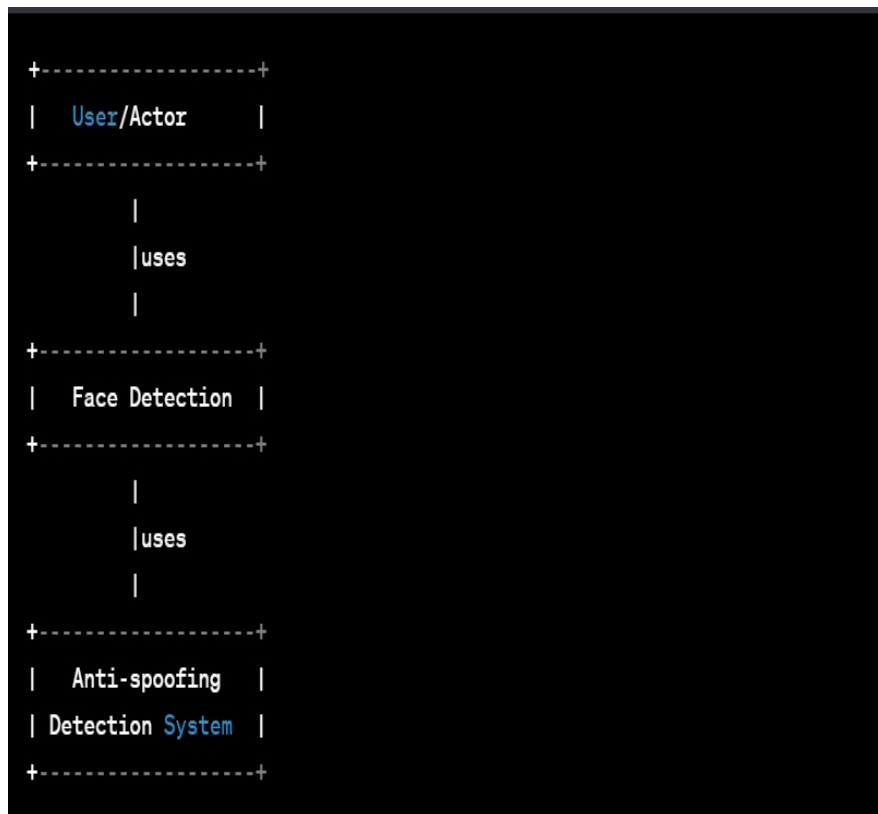 +-------------------+
|   User/Actor      |
+-------------------+
         |
         |uses
         |
+-------------------+
|   Face Detection  |
+-------------------+
         |
         |uses
         |
+-------------------+
|   Anti-spoofing   |
| Detection System  |
+-------------------+